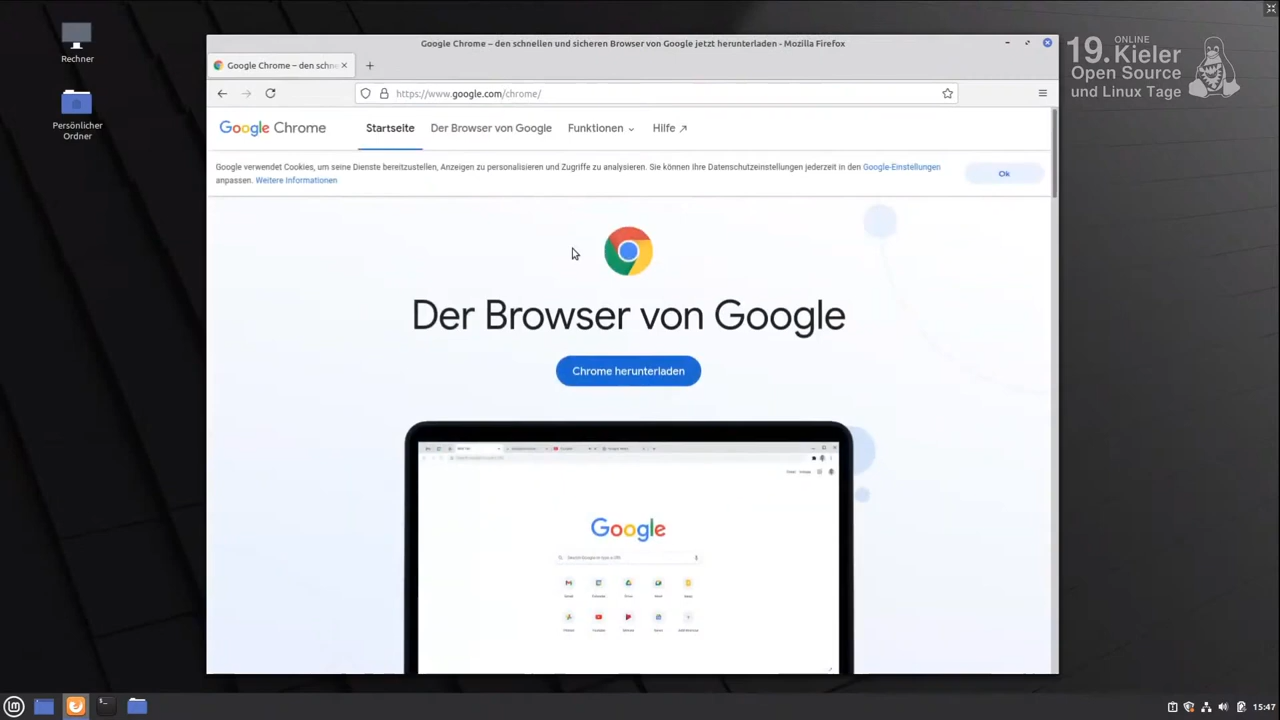 Rechner
Persönlicher
Ordner
Google Chrome – den schnellen und sicheren Browser von Google jetzt herunterladen - Mozilla Firefox
Google Chrome – den schne
https://www.google.com/chrome/
Google Chrome
Startseite
Der Browser von Google
Funktionen
Hilfe
Google verwendet Cookies, um seine Dienste bereitzustellen, Anzeigen zu personalisieren und Zugriffe zu analysieren. Sie können Ihre Datenschutzeinstellungen jederzeit in den Google-Einstellungen
anpassen. Weitere Informationen
Ok
Der Browser von Google
Chrome herunterladen
Google
ONLINE
19. Kieler
Open Source
und Linux Tage
15:47